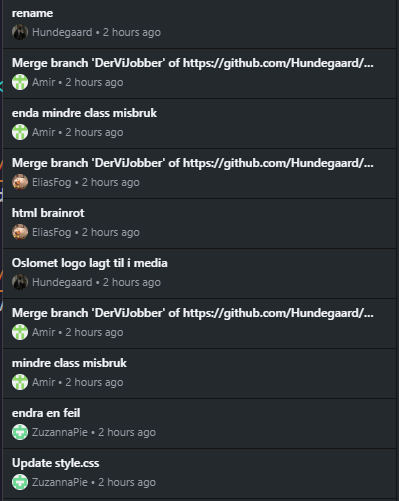 rename
Hundegaard • 2 hours ago
Merge branch 'DerViJobber' of https://github.com/Hundegaard/...
Amir • 2 hours ago
enda mindre class misbruk
Amir • 2 hours ago
Merge branch 'DerViJobber' of https://github.com/Hundegaard/...
EliasFog • 2 hours ago
html brainrot
EliasFog • 2 hours ago
Oslomet logo lagt til i media
Hundegaard • 2 hours ago
Merge branch 'DerViJobber' of https://github.com/Hundegaard/...
Amir • 2 hours ago
mindre class misbruk
Amir • 2 hours ago
endra en feil
ZuzannaPie • 2 hours ago
Update style.css
ZuzannaPie • 2 hours ago